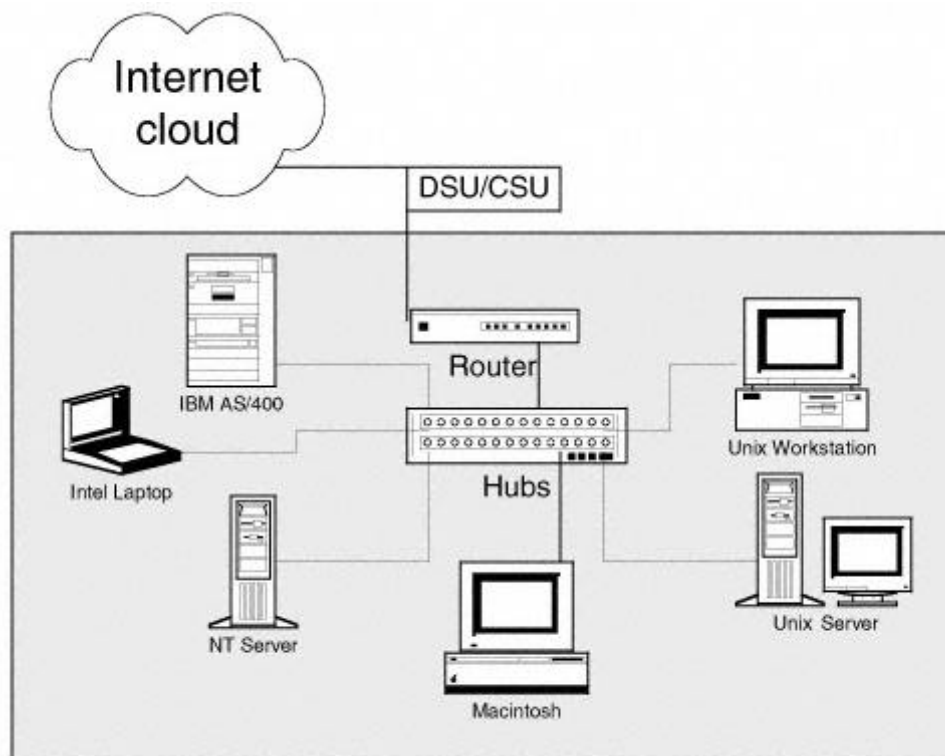 Internet
cloud
DSU/CSU
Router
IBM AS/400
Unix Workstation
Intel Laptop
Hubs
NT Server
Unix Server
Macintosh